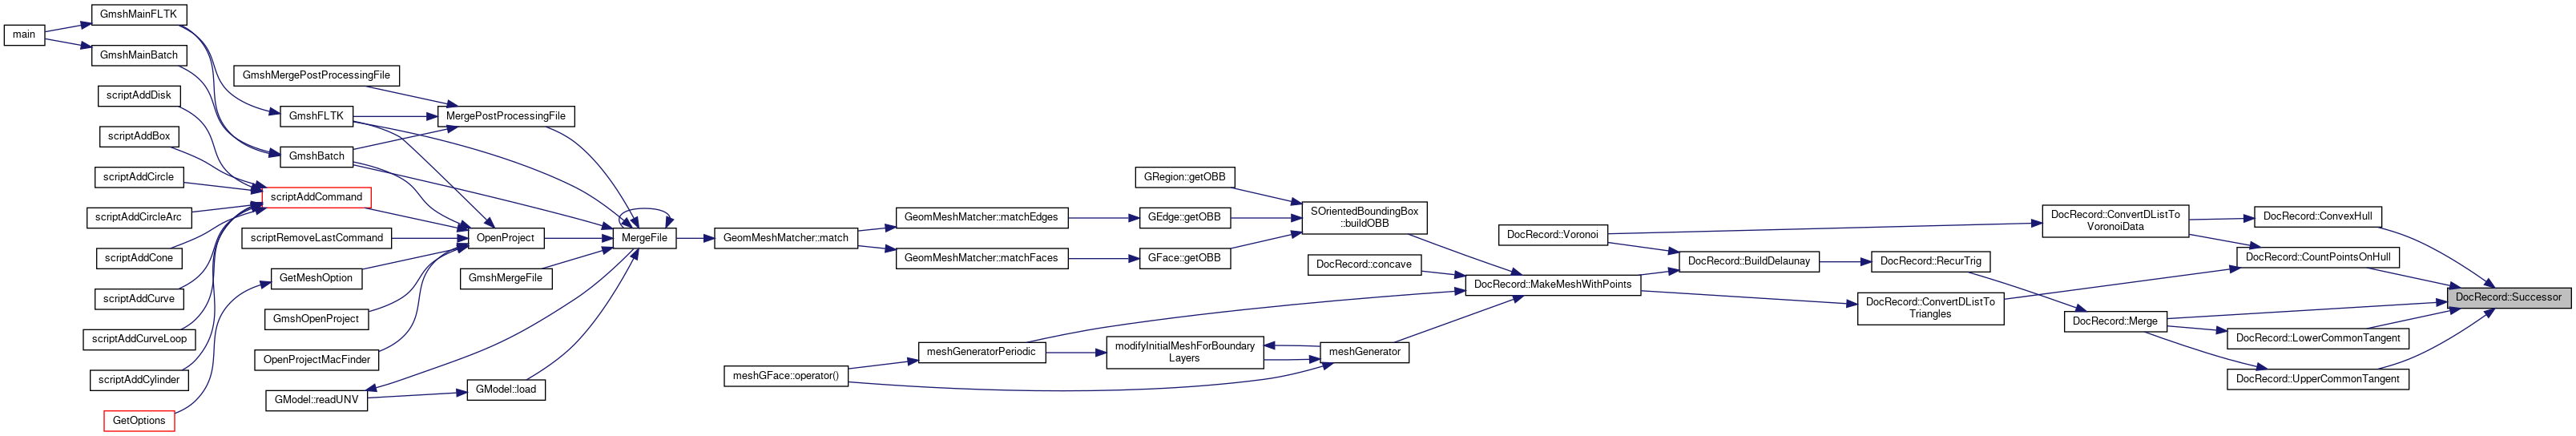 main
GmshMainFLTK
GmshMainBatch
scriptAddDisk
scriptAddBox
scriptAddCircle
scriptAddCircleArc
scriptAddCone
scriptAddCurve
scriptAddCurveLoop
scriptAddCylinder
GetOptions
GmshMergePostProcessingFile
GmshFLTK
GmshBatch
scriptAddCommand
scriptRemoveLastCommand
GetMeshOption
GmshOpenProject
OpenProjectMacFinder
GModel::readUNV
MergePostProcessingFile
OpenProject
GmshMergeFile
GModel::load
MergeFile
GeomMeshMatcher::match
GeomMeshMatcher::matchEdges
GeomMeshMatcher::matchFaces
meshGFace::operator()
meshGeneratorPeriodic
GRegion::getOBB
GEdge::getOBB
GFace::getOBB
modifyInitialMeshForBoundary
Layers
SOrientedBoundingBox
::buildOBB
DocRecord::concave
meshGenerator
DocRecord::Voronoi
DocRecord::MakeMeshWithPoints
DocRecord::BuildDelaunay
DocRecord::RecurTrig
DocRecord::ConvertDListTo
Triangles
DocRecord::ConvertDListTo
VoronoiData
DocRecord::Merge
DocRecord::ConvexHull
DocRecord::CountPointsOnHull
DocRecord::LowerCommonTangent
DocRecord::UpperCommonTangent
DocRecord::Successor